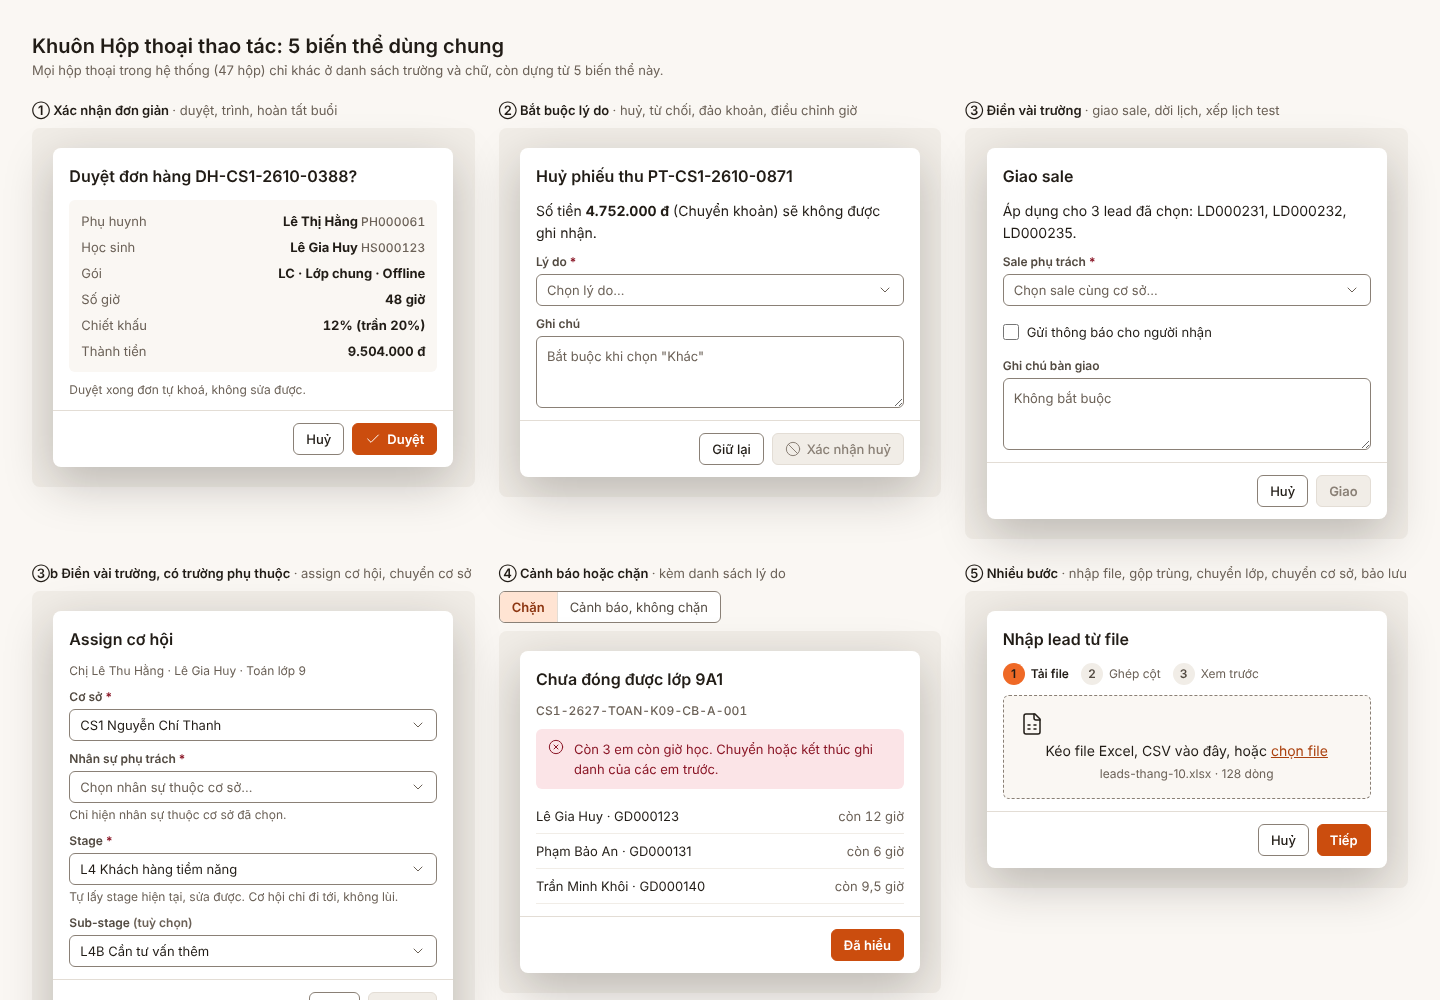 Khuôn Hộp thoại thao tác: 5 biến thể dùng chung
Mọi hộp thoại trong hệ thống (47 hộp) chỉ khác ở danh sách trường và chữ, còn dựng từ 5 biến thể này.
① Xác nhận đơn giản · duyệt, trình, hoàn tất buổi
Duyệt đơn hàng DH-CS1-2610-0388?
Phụ huynh Lê Thị Hằng PH000061
Học sinh Lê Gia Huy HS000123
Gói LC · Lớp chung · Offline
Số giờ 48 giờ
Chiết khấu 12% (trần 20%)
Thành tiền 9.504.000 đ
Duyệt xong đơn tự khoá, không sửa được.
Huỷ Duyệt
② Bắt buộc lý do · huỷ, từ chối, đảo khoản, điều chỉnh giờ
Huỷ phiếu thu PT-CS1-2610-0871
Số tiền 4.752.000 đ (Chuyển khoản) sẽ không được
ghi nhận.
Lý do *
Chọn lý do...
Ghi chú
Bắt buộc khi chọn "Khác"
Giữ lại Xác nhận huỷ
③ Điền vài trường · giao sale, dời lịch, xếp lịch test
Giao sale
Áp dụng cho 3 lead đã chọn: LD000231, LD000232,
LD000235.
Sale phụ trách *
Chọn sale cùng cơ sở...
Gửi thông báo cho người nhận
Ghi chú bàn giao
Không bắt buộc
Huỷ Giao
③b Điền vài trường, có trường phụ thuộc · assign cơ hội, chuyển cơ sở
Assign cơ hội
Chị Lê Thu Hằng · Lê Gia Huy · Toán lớp 9
Cơ sở *
CS1 Nguyễn Chí Thanh
Nhân sự phụ trách *
Chọn nhân sự thuộc cơ sở...
Chỉ hiện nhân sự thuộc cơ sở đã chọn.
Stage *
L4 Khách hàng tiềm năng
Tự lấy stage hiện tại, sửa được. Cơ hội chỉ đi tới, không lùi.
Sub-stage (tuỳ chọn)
L4B Cần tư vấn thêm
④ Cảnh báo hoặc chặn · kèm danh sách lý do
Chặn Cảnh báo, không chặn
Chưa đóng được lớp 9A1
CS1-2627-TOAN-K09-CB-A-001
Còn 3 em còn giờ học. Chuyển hoặc kết thúc ghi
danh của các em trước.
Lê Gia Huy · GD000123 còn 12 giờ
Phạm Bảo An · GD000131 còn 6 giờ
Trần Minh Khôi · GD000140 còn 9,5 giờ
Đã hiểu
⑤ Nhiều bước · nhập file, gộp trùng, chuyển lớp, chuyển cơ sở, bảo lưu
Nhập lead từ file
1 Tải file 2 Ghép cột 3 Xem trước
Kéo file Excel, CSV vào đây, hoặc chọn file
leads-thang-10.xlsx · 128 dòng
Huỷ Tiếp